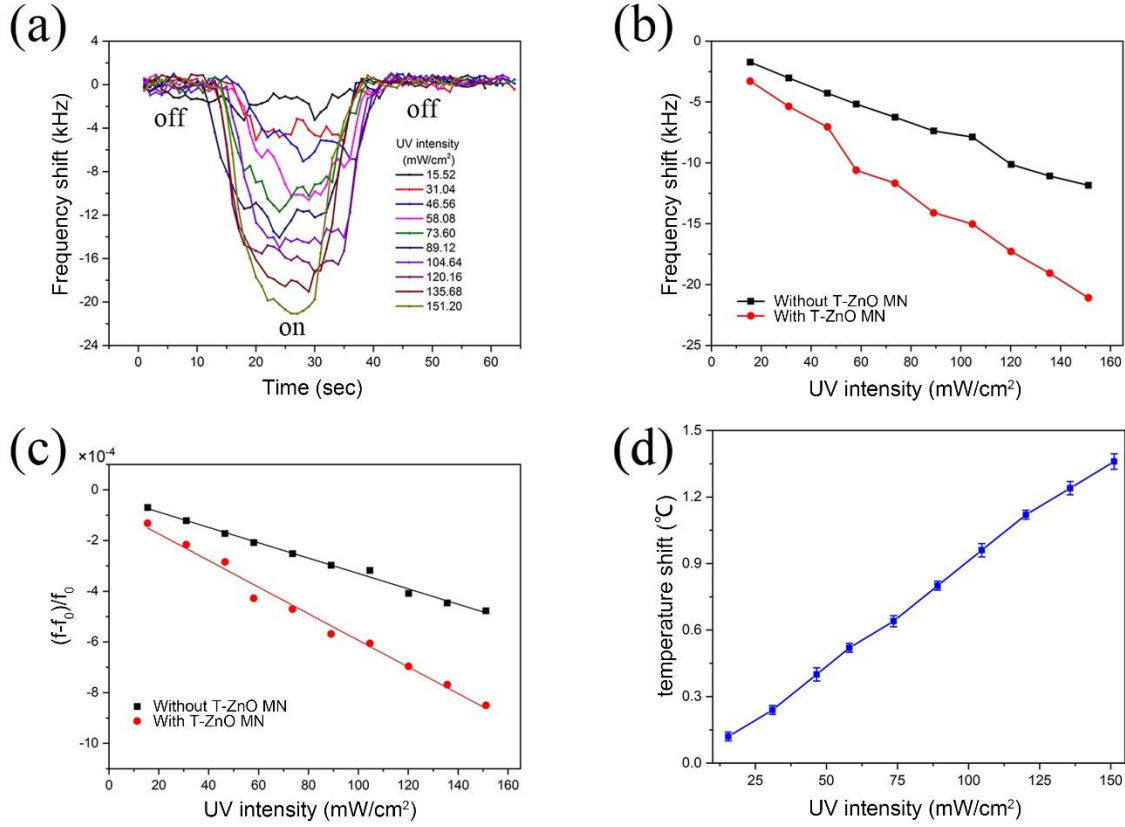 (a)
4
0
-4
-8
-12
-16
-20
-24
Frequency shift (kHz)
off
off
on
UV intensity
(mW/cm²)
15.52
31.04
46.56
58.08
73.60
89.12
104.64
120.16
135.68
151.20
0 10 20 30 40 50 60
Time (sec)
(b)
0
-5
-10
-15
-20
-25
Frequency shift (kHz)
Without T-ZnO MN
With T-ZnO MN
0 20 40 60 80 100 120 140 160
UV intensity (mW/cm²)
(c)
×10⁻⁴
0
-2
-4
-6
-8
-10
(f-f₀)/f₀
Without T-ZnO MN
With T-ZnO MN
0 20 40 60 80 100 120 140 160
UV intensity (mW/cm²)
(d)
1.5
1.2
0.9
0.6
0.3
0.0
temperature shift (℃)
25 50 75 100 125 150
UV intensity (mW/cm²)